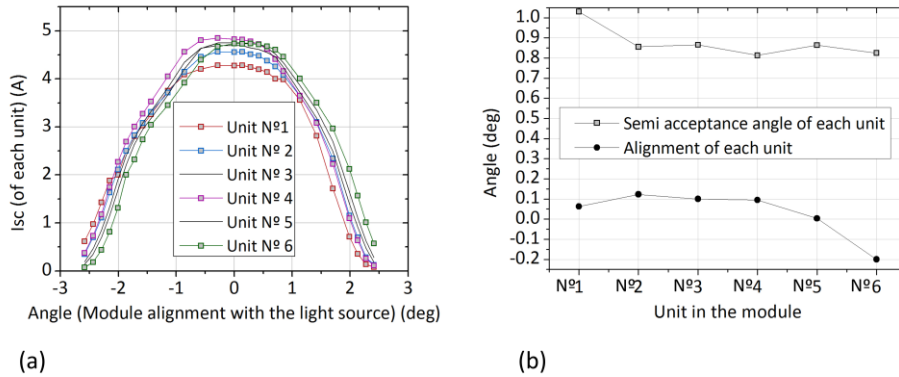 Isc (of each unit) (A)
5
4
3
2
1
0
Unit Nº1
Unit Nº 2
Unit Nº 3
Unit Nº 4
Unit Nº 5
Unit Nº 6
-3 -2 -1 0 1 2 3
Angle (Module alignment with the light source) (deg)
(a)
Angle (deg)
1.0
0.9
0.8
0.7
0.6
0.5
0.4
0.3
0.2
0.1
0.0
-0.1
-0.2
Semi acceptance angle of each unit
Alignment of each unit
Nº1 Nº2 Nº3 Nº4 Nº5 Nº6
Unit in the module
(b)